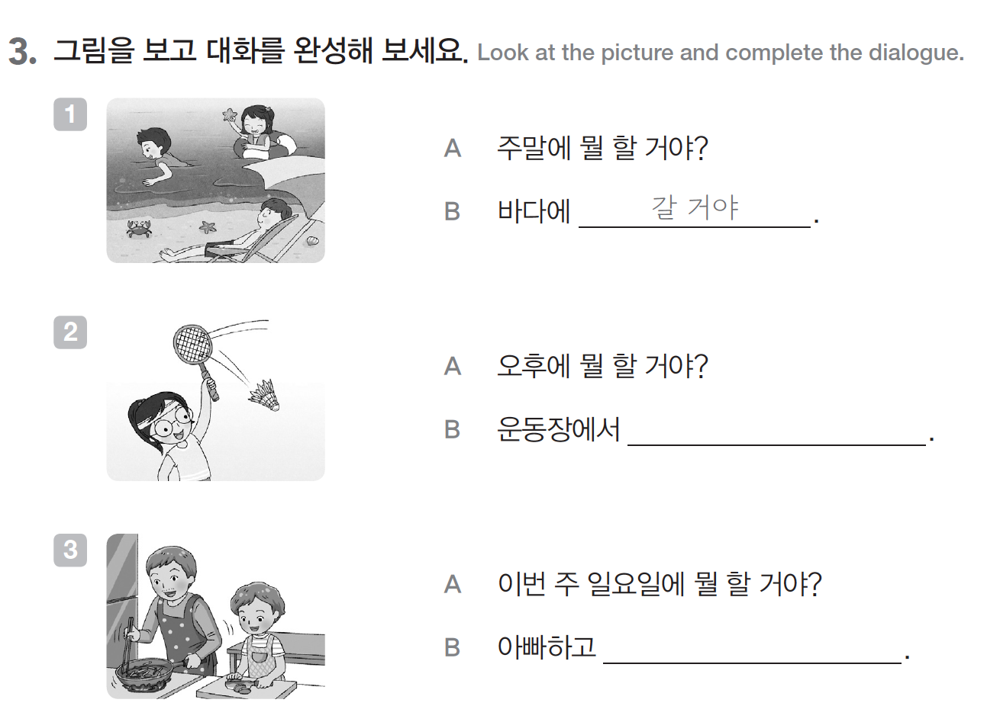 3. 그림을 보고 대화를 완성해 보세요. Look at the picture and complete the dialogue.
1
A 주말에 뭘 할 거야?
B 바다에 갈 거야.
2
A 오후에 뭘 할 거야?
B 운동장에서 .
3
A 이번 주 일요일에 뭘 할 거야?
B 아빠하고 .